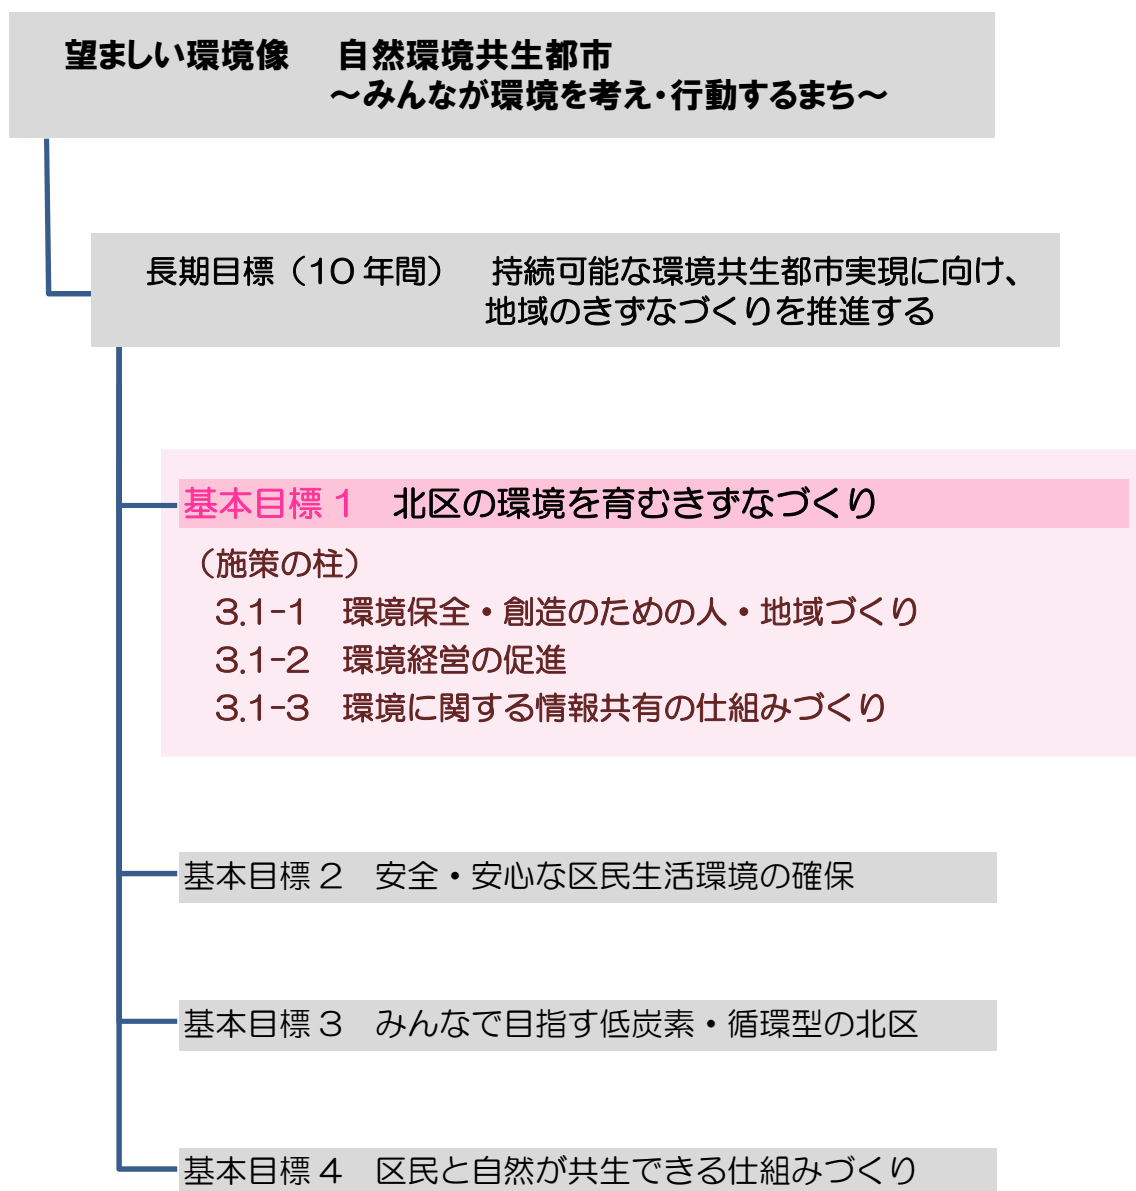 望ましい環境像　自然環境共生都市
～みんなが環境を考え・行動するまち～
長期目標（10年間）　持続可能な環境共生都市実現に向け、
地域のきずなづくりを推進する
基本目標1　北区の環境を育むきずなづくり
（施策の柱）
3.1-1　環境保全・創造のための人・地域づくり
3.1-2　環境経営の促進
3.1-3　環境に関する情報共有の仕組みづくり
基本目標2　安全・安心な区民生活環境の確保
基本目標3　みんなで目指す低炭素・循環型の北区
基本目標4　区民と自然が共生できる仕組みづくり